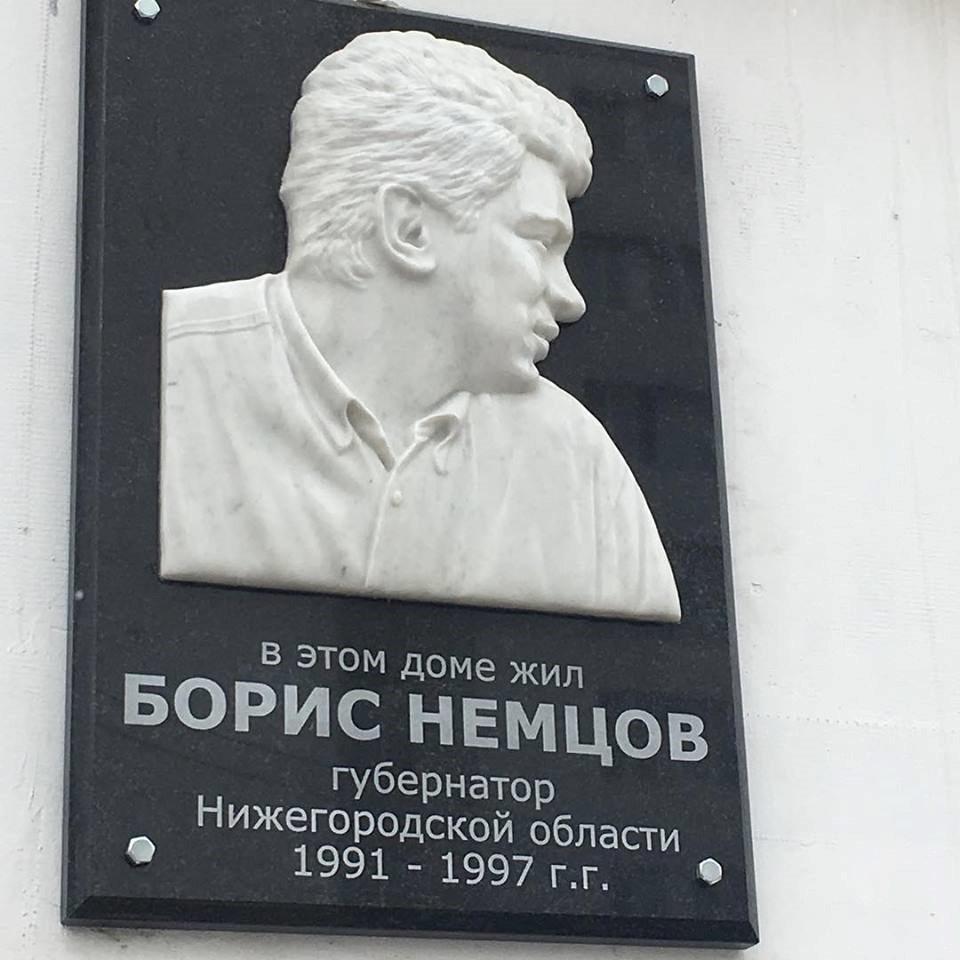 в этом доме жил
БОРИС НЕМЦОВ
губернатор
Нижегородской области
1991 - 1997 г.г.